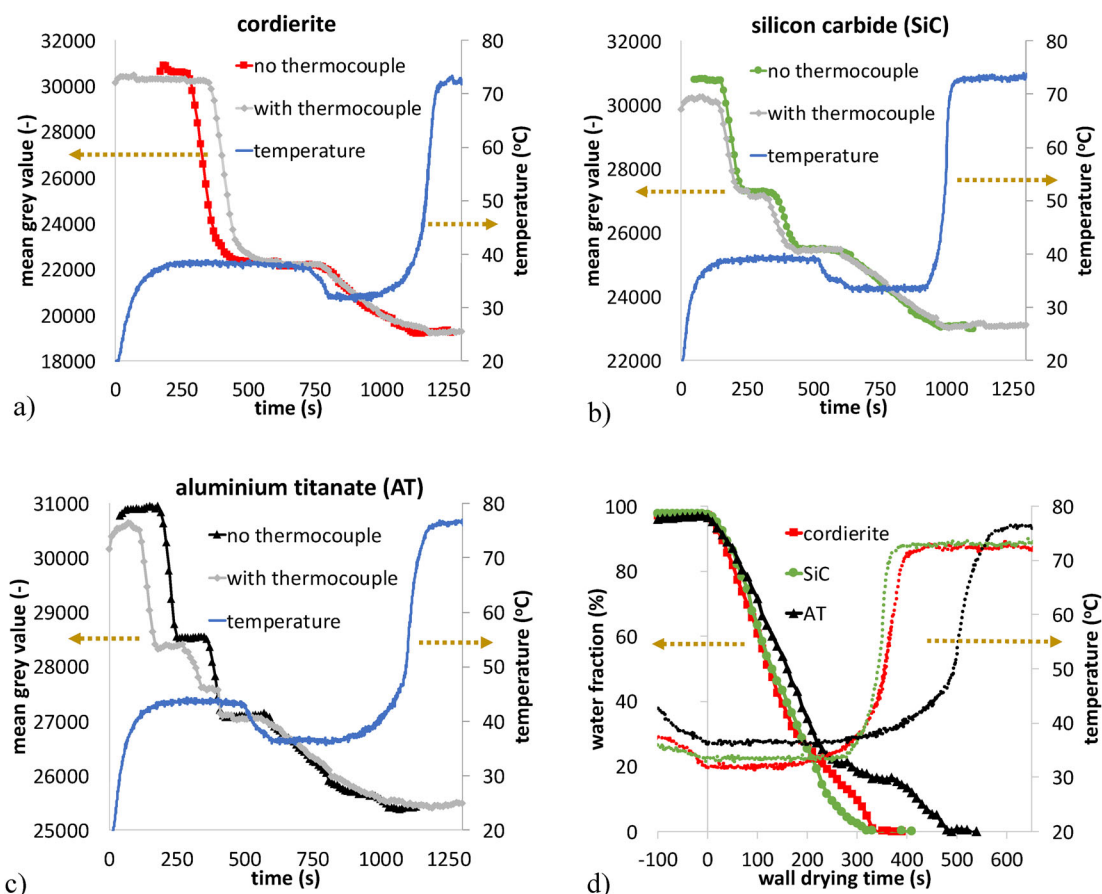 cordierite
mean grey value (-)
32000
30000
28000
26000
24000
22000
20000
18000
no thermocouple
with thermocouple
temperature
80
70
60
50
40
30
20
temperature (°C)
0 250 500 750 1000 1250
time (s)
a)
silicon carbide (SiC)
mean grey value (-)
32000
30000
28000
26000
24000
22000
no thermocouple
with thermocouple
temperature
80
70
60
50
40
30
20
temperature (°C)
0 250 500 750 1000 1250
time (s)
b)
aluminium titanate (AT)
mean grey value (-)
31000
30000
29000
28000
27000
26000
25000
no thermocouple
with thermocouple
temperature
80
70
60
50
40
30
20
temperature (°C)
0 250 500 750 1000 1250
time (s)
c)
water fraction (%)
100
80
60
40
20
0
cordierite
SiC
AT
80
70
60
50
40
30
20
temperature (°C)
-100 0 100 200 300 400 500 600
wall drying time (s)
d)